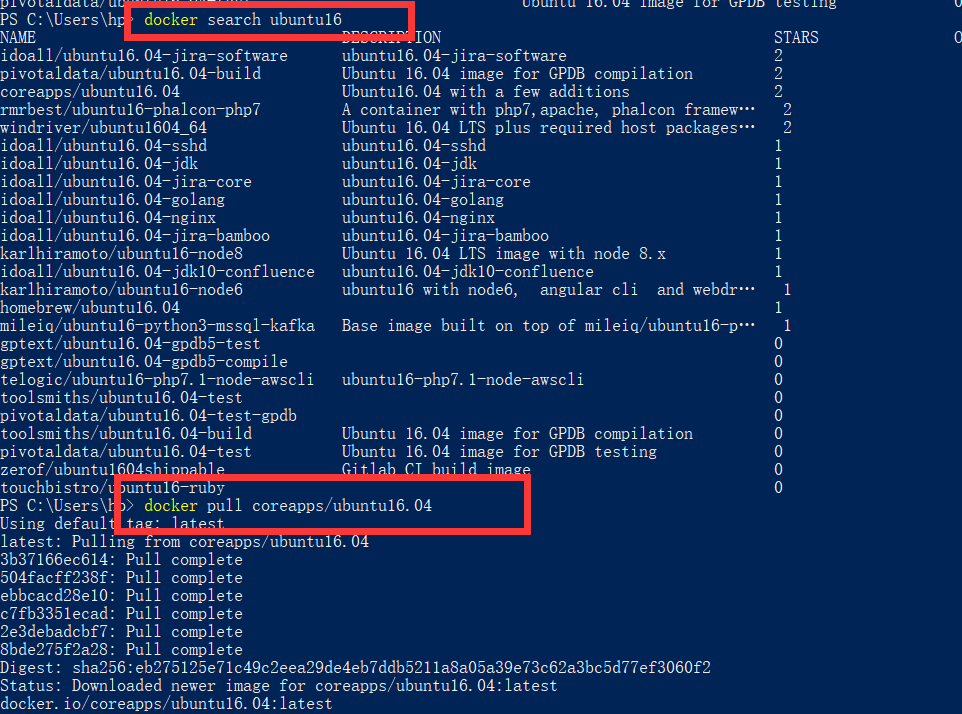 pivotaldata/ubuntu16.04-test Ubuntu 16.04 image for GPDB testing 0
PS C:\Users\hp> docker search ubuntu16
NAME DESCRIPTION STARS O
idoall/ubuntu16.04-jira-software ubuntu16.04-jira-software 2
pivotaldata/ubuntu16.04-build Ubuntu 16.04 image for GPDB compilation 2
coreapps/ubuntu16.04 Ubuntu16.04 with a few additions 2
rmrbest/ubuntu16-phalcon-php7 A container with php7,apache, phalcon framew… 2
windriver/ubuntu1604_64 Ubuntu 16.04 LTS plus required host packages… 2
idoall/ubuntu16.04-sshd ubuntu16.04-sshd 1
idoall/ubuntu16.04-jdk ubuntu16.04-jdk 1
idoall/ubuntu16.04-jira-core ubuntu16.04-jira-core 1
idoall/ubuntu16.04-golang ubuntu16.04-golang 1
idoall/ubuntu16.04-nginx ubuntu16.04-nginx 1
idoall/ubuntu16.04-jira-bamboo ubuntu16.04-jira-bamboo 1
karlhiramoto/ubuntu16-node8 Ubuntu 16.04 LTS image with node 8.x 1
idoall/ubuntu16.04-jdk10-confluence ubuntu16.04-jdk10-confluence 1
karlhiramoto/ubuntu16-node6 ubuntu16 with node6, angular cli and webdr… 1
homebrew/ubuntu16.04 1
mileiq/ubuntu16-python3-mssql-kafka Base image built on top of mileiq/ubuntu16-p… 1
gptext/ubuntu16.04-gpdb5-test 0
gptext/ubuntu16.04-gpdb5-compile 0
telogic/ubuntu16-php7.1-node-awscli ubuntu16-php7.1-node-awscli 0
toolsmiths/ubuntu16.04-test 0
pivotaldata/ubuntu16.04-test-gpdb 0
toolsmiths/ubuntu16.04-build Ubuntu 16.04 image for GPDB compilation 0
pivotaldata/ubuntu16.04-test Ubuntu 16.04 image for GPDB testing 0
zerof/ubuntu1604shippable Gitlab CI build image 0
touchbistro/ubuntu16-ruby 0
PS C:\Users\hp> docker pull coreapps/ubuntu16.04
Using default tag: latest
latest: Pulling from coreapps/ubuntu16.04
3b37166ec614: Pull complete
504facff238f: Pull complete
ebbcacd28e10: Pull complete
c7fb3351ecad: Pull complete
2e3debadcbf7: Pull complete
8bde275f2a28: Pull complete
Digest: sha256:eb275125e71c49c2eea29de4eb7ddb5211a8a05a39e73c62a3bc5d77ef3060f2
Status: Downloaded newer image for coreapps/ubuntu16.04:latest
docker.io/coreapps/ubuntu16.04:latest